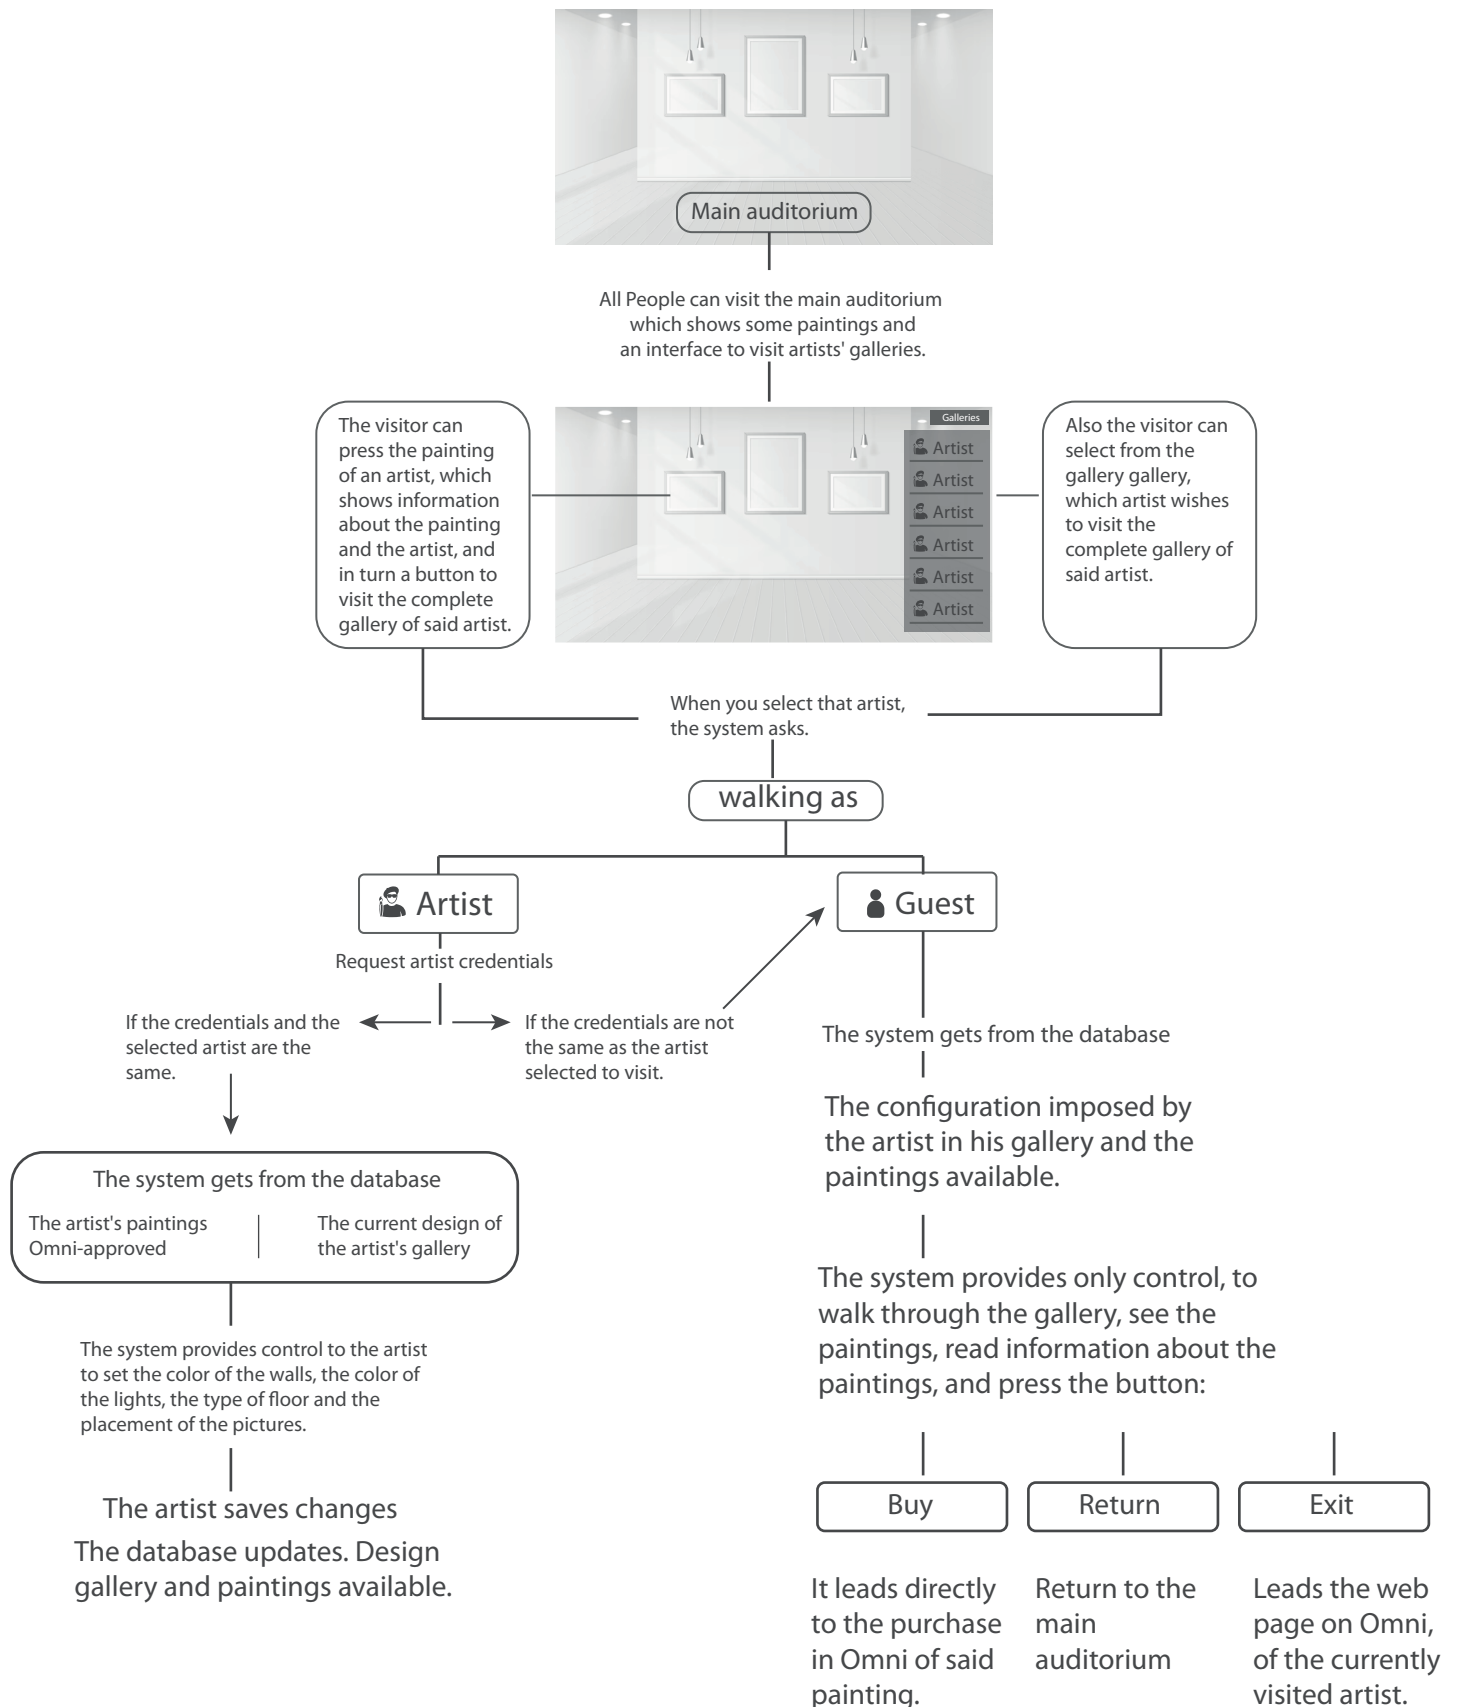 Main auditorium
All People can visit the main auditorium
which shows some paintings and
an interface to visit artists' galleries.
The visitor can
press the painting
of an artist, which
shows information
about the painting
and the artist, and
in turn a button to
visit the complete
gallery of said artist.
Galleries
Artist
Artist
Artist
Artist
Artist
Artist
Also the visitor can
select from the
gallery gallery,
which artist wishes
to visit the
complete gallery of
said artist.
When you select that artist,
the system asks.
walking as
Artist
Guest
Request artist credentials
If the credentials and the
selected artist are the
same.
If the credentials are not
the same as the artist
selected to visit.
The system gets from the database
The artist's paintings
Omni-approved
The current design of
the artist's gallery
The system provides control to the artist
to set the color of the walls, the color of
the lights, the type of floor and the
placement of the pictures.
The artist saves changes
The database updates. Design
gallery and paintings available.
The system gets from the database
The configuration imposed by
the artist in his gallery and the
paintings available.
The system provides only control, to
walk through the gallery, see the
paintings, read information about the
paintings, and press the button:
Buy
It leads directly
to the purchase
in Omni of said
painting.
Return
Return to the
main
auditorium
Exit
Leads the web
page on Omni,
of the currently
visited artist.